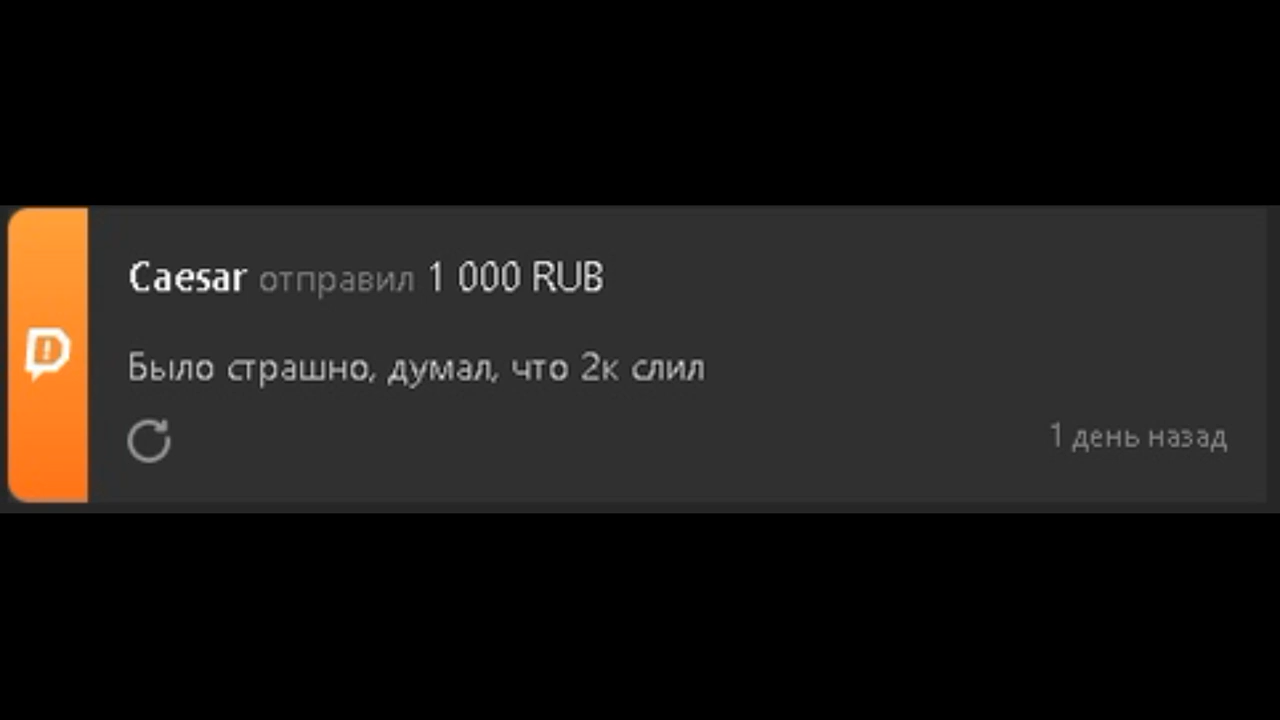 Caesar отправил 1 000 RUB
Было страшно, думал, что 2к слил
1 день назад